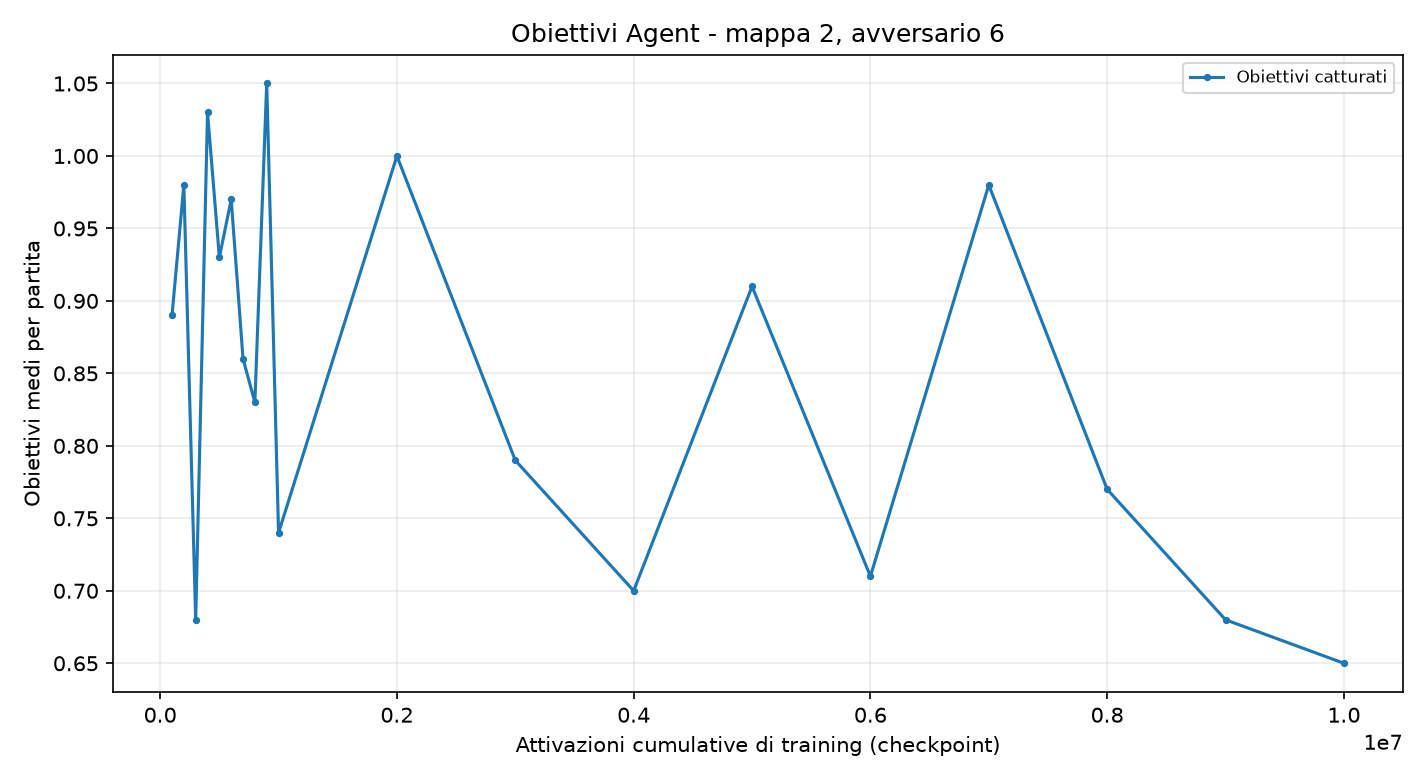 Obiettivi Agent - mappa 2, avversario 6
Obiettivi catturati
Obiettivi medi per partita
1.05
1.00
0.95
0.90
0.85
0.80
0.75
0.70
0.65
0.0 0.2 0.4 0.6 0.8 1.0
1e7
Attivazioni cumulative di training (checkpoint)